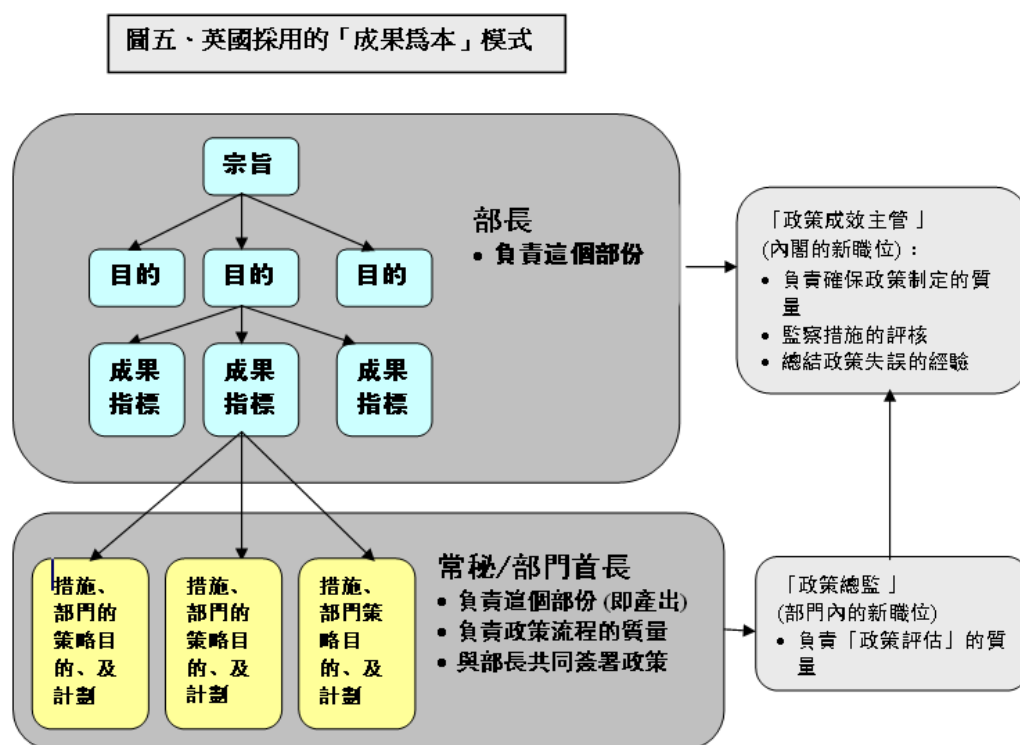 圖五、英國採用的「成果爲本」模式
宗旨
部長
• 負責這個部份
目的
目的
目的
成果
指標
成果
指標
成果
指標
「政策成效主管」
(內閣的新職位)：
• 負責確保政策制定的質
量
• 監察措施的評核
• 總結政策失誤的經驗
措施、
部門的
策略目
的、及
計劃
措施、
部門的
策略目
的、及
計劃
措施、
部門策
略目
的、及
計劃
常秘/部門首長
• 負責這個部份 (即產出)
• 負責政策流程的質量
• 與部長共同簽署政策
「政策總監」
(部門內的新職位)
• 負責「政策評估」的質
量